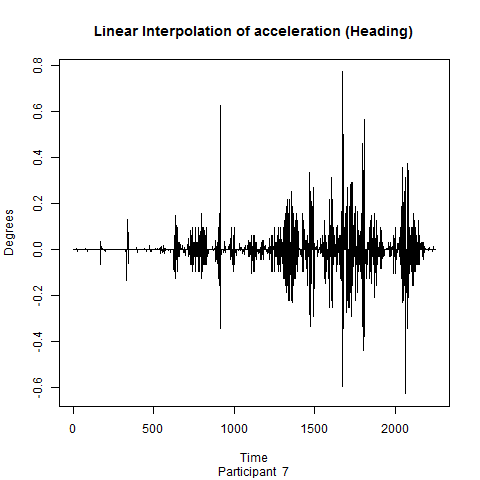 Linear Interpolation of acceleration (Heading)
0.8
0.6
0.4
0.2
0.0
-0.2
-0.4
-0.6
Degrees
0 500 1000 1500 2000
Time
Participant 7